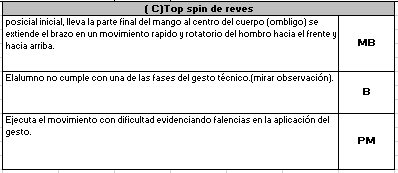 ( C)Top spin de reves
posicial inicial, lleva la parte final del mango al centro del cuerpo (ombligo) se
extiende el brazo en un movimiento rapido y rotatorio del hombro hacia el frente y
hacia arriba.
MB
Elalumno no cumple con una de las fases del gesto técnico.(mirar observación).
B
Ejecuta el movimiento con dificultad evidenciando falencias en la aplicación del
gesto.
PM